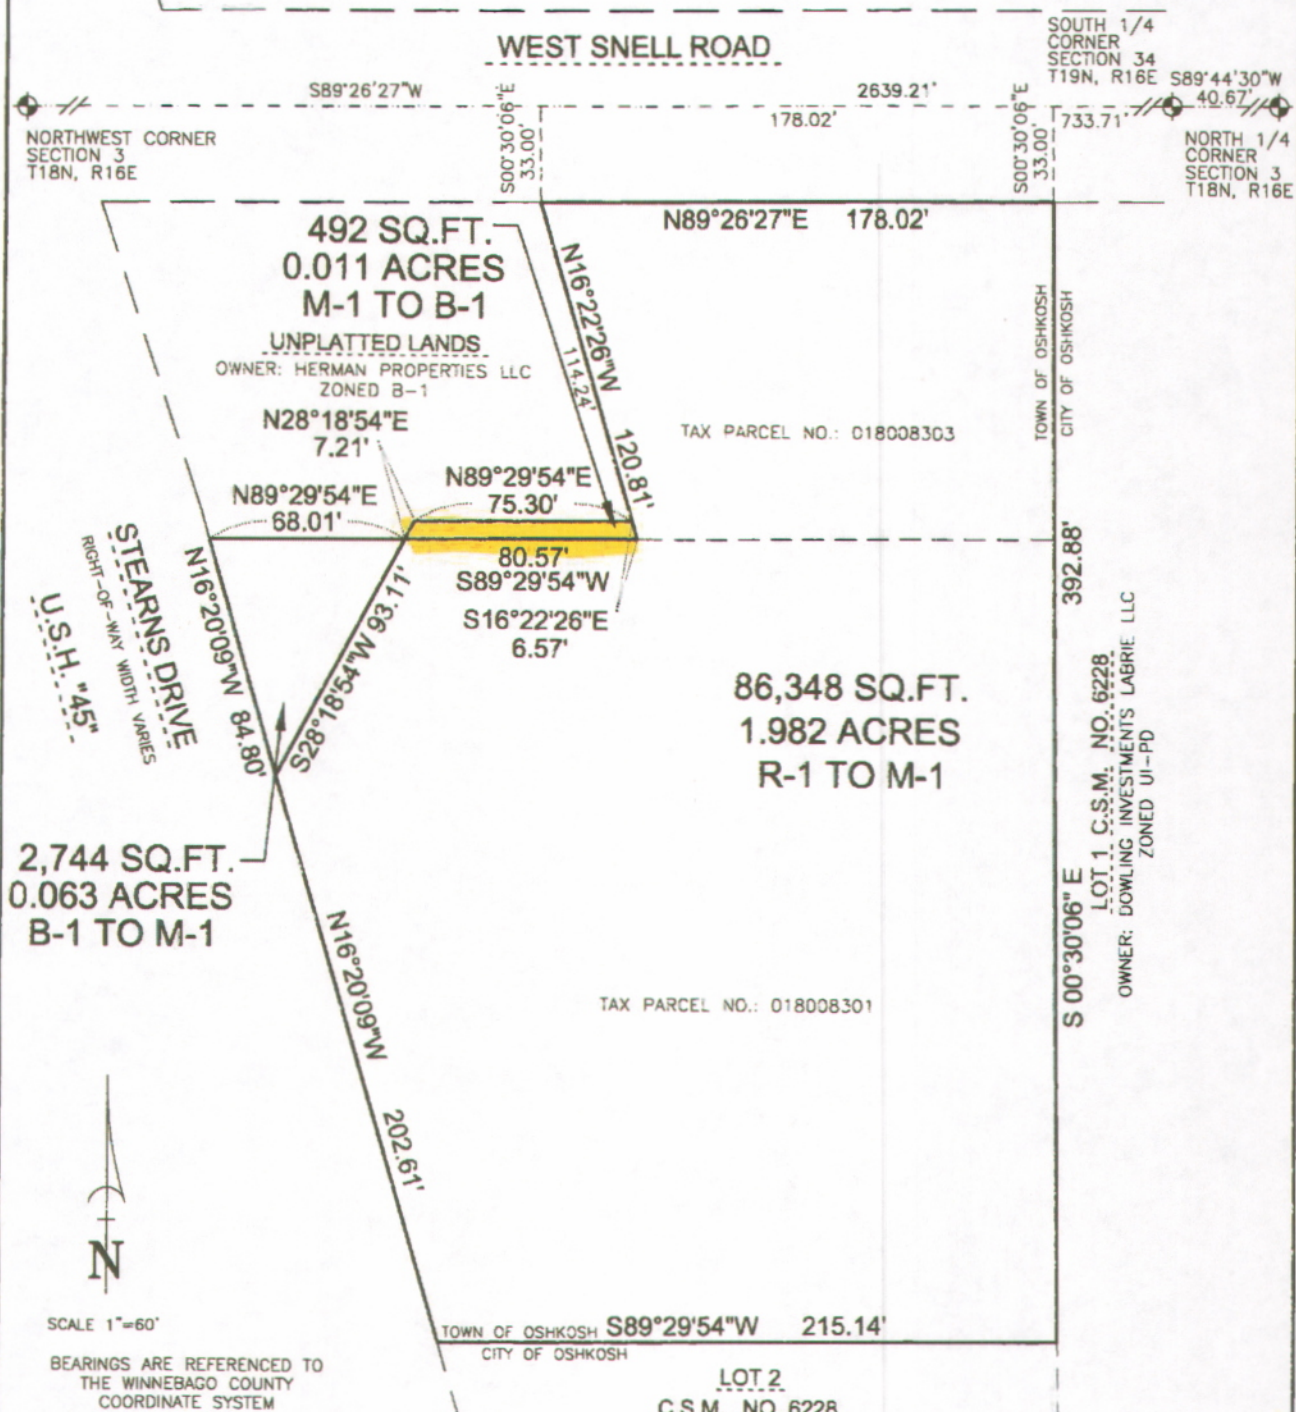 WEST SNELL ROAD
SOUTH 1/4
CORNER
SECTION 34
T19N, R16E
S89°44'30"W
40.67'
S89°26'27"W
2639.21'
178.02'
733.71'
NORTHWEST CORNER
SECTION 3
T18N, R16E
S00°30'06"E
33.00'
S00°30'06"E
33.00'
NORTH 1/4
CORNER
SECTION 3
T18N, R16E
N89°26'27"E 178.02'
492 SQ.FT.
0.011 ACRES
M-1 TO B-1
UNPLATTED LANDS
OWNER: HERMAN PROPERTIES LLC
ZONED B-1
N16°22'26"W 120.81'
114.24'
TOWN OF OSHKOSH
CITY OF OSHKOSH
TAX PARCEL NO.: 018008303
N28°18'54"E
7.21'
N89°29'54"E
75.30'
N89°29'54"E
68.01'
80.57'
S89°29'54"W
S16°22'26"E
6.57'
STEARNS DRIVE
RIGHT-OF-WAY WIDTH VARIES
U.S.H. "45"
N16°20'09"W 84.80'
S28°18'54"W 93.11'
86,348 SQ.FT.
1.982 ACRES
R-1 TO M-1
S 00°30'06" E 392.88'
LOT 1 C.S.M. NO. 6228
OWNER: DOWLING INVESTMENTS LABRIE LLC
ZONED UI-PD
2,744 SQ.FT.
0.063 ACRES
B-1 TO M-1
N16°20'09"W 202.61'
TAX PARCEL NO.: 018008301
N
SCALE 1"=60'
BEARINGS ARE REFERENCED TO
THE WINNEBAGO COUNTY
COORDINATE SYSTEM
TOWN OF OSHKOSH S89°29'54"W 215.14'
CITY OF OSHKOSH
LOT 2
C.S.M. NO. 6228